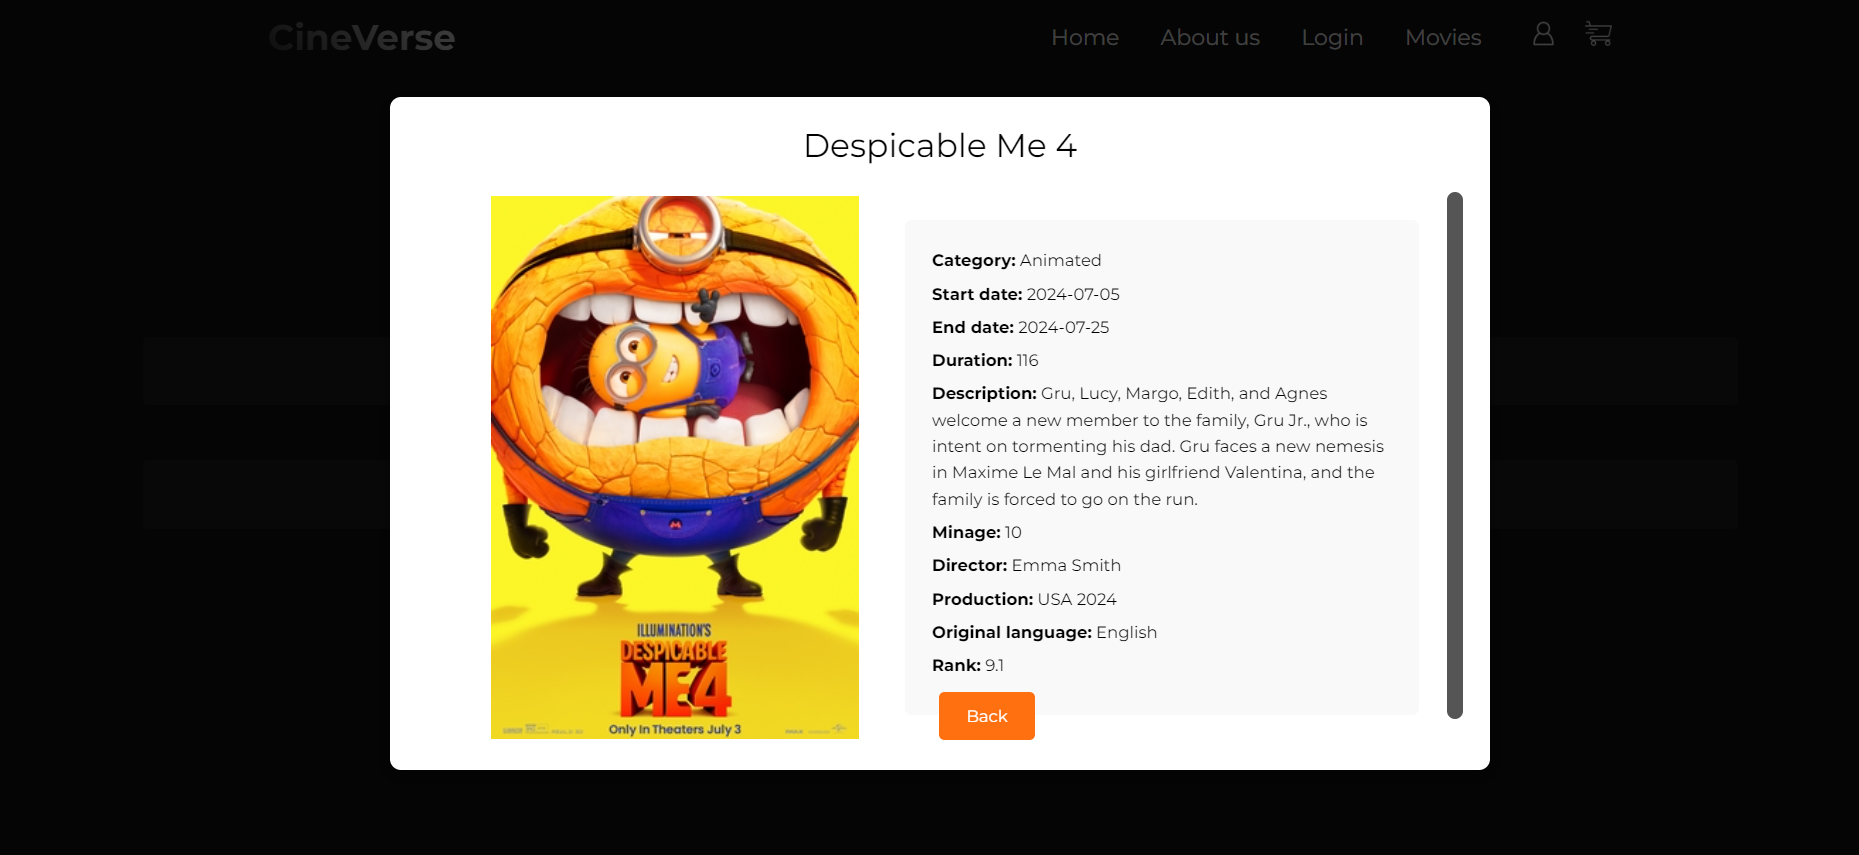 CineVerse
Home About us Login Movies
Despicable Me 4
Category: Animated
Start date: 2024-07-05
End date: 2024-07-25
Duration: 116
Description: Gru, Lucy, Margo, Edith, and Agnes
welcome a new member to the family, Gru Jr., who is
intent on tormenting his dad. Gru faces a new nemesis
in Maxime Le Mal and his girlfriend Valentina, and the
family is forced to go on the run.
Minage: 10
Director: Emma Smith
Production: USA 2024
Original language: English
Rank: 9.1
Back
ILLUMINATION'S
DESPICABLE
ME4
Only In Theaters July 3